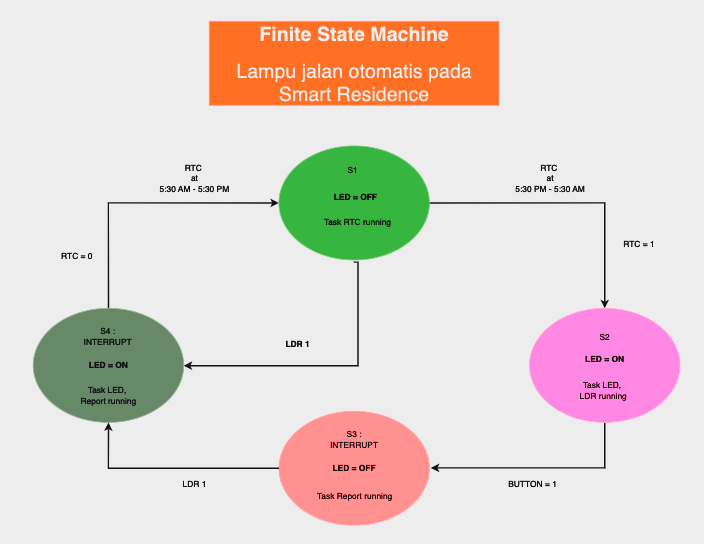 Finite State Machine
Lampu jalan otomatis pada
Smart Residence
RTC
at
5:30 AM - 5:30 PM
S1
LED = OFF
Task RTC running
RTC
at
5:30 PM - 5:30 AM
RTC = 0
RTC = 1
LDR 1
S4 :
INTERRUPT
LED = ON
Task LED,
Report running
S2
LED = ON
Task LED,
LDR running
S3 :
INTERRUPT
LED = OFF
Task Report running
LDR 1
BUTTON = 1